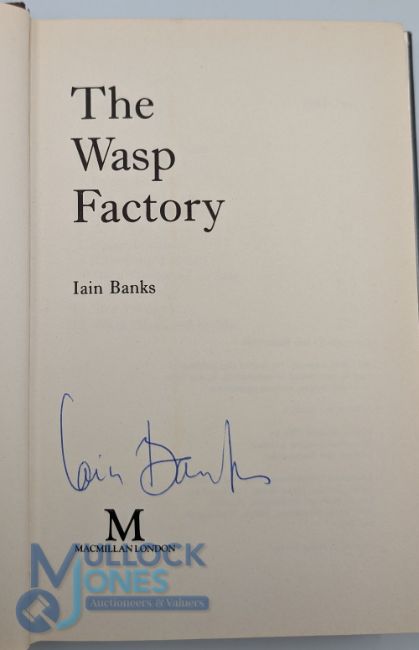 The
Wasp
Factory
Iain Banks
Iain Banks
M
MACMILLAN LONDON
MULLOCK
JONES
Auctioneers & Valuers